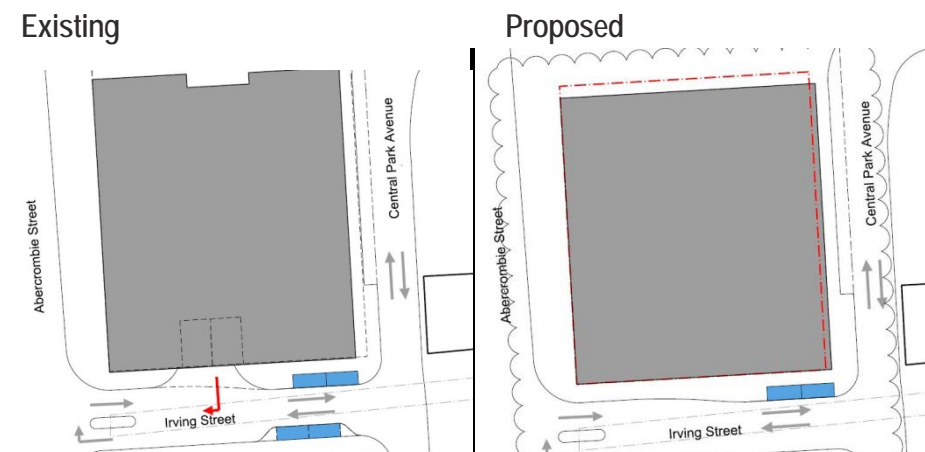 Existing
Proposed
Abercrombie Street
Central Park Avenue
Irving Street
Abercrombie Street
Central Park Avenue
Irving Street